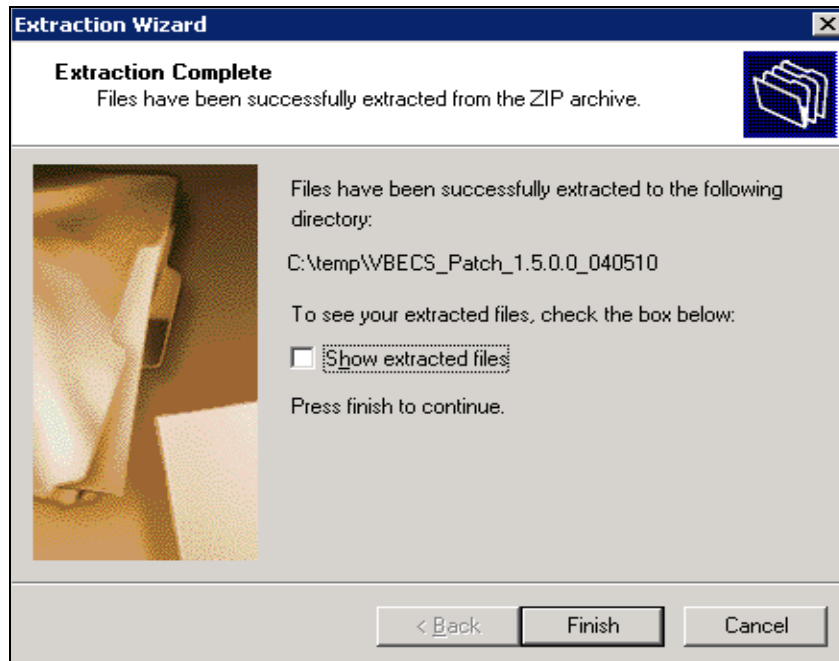 Extraction Wizard
Extraction Complete
Files have been successfully extracted from the ZIP archive.
Files have been successfully extracted to the following
directory:
C:\temp\VBECS_Patch_1.5.0.0_040510
To see your extracted files, check the box below:
Show extracted files
Press finish to continue.
< Back
Finish
Cancel